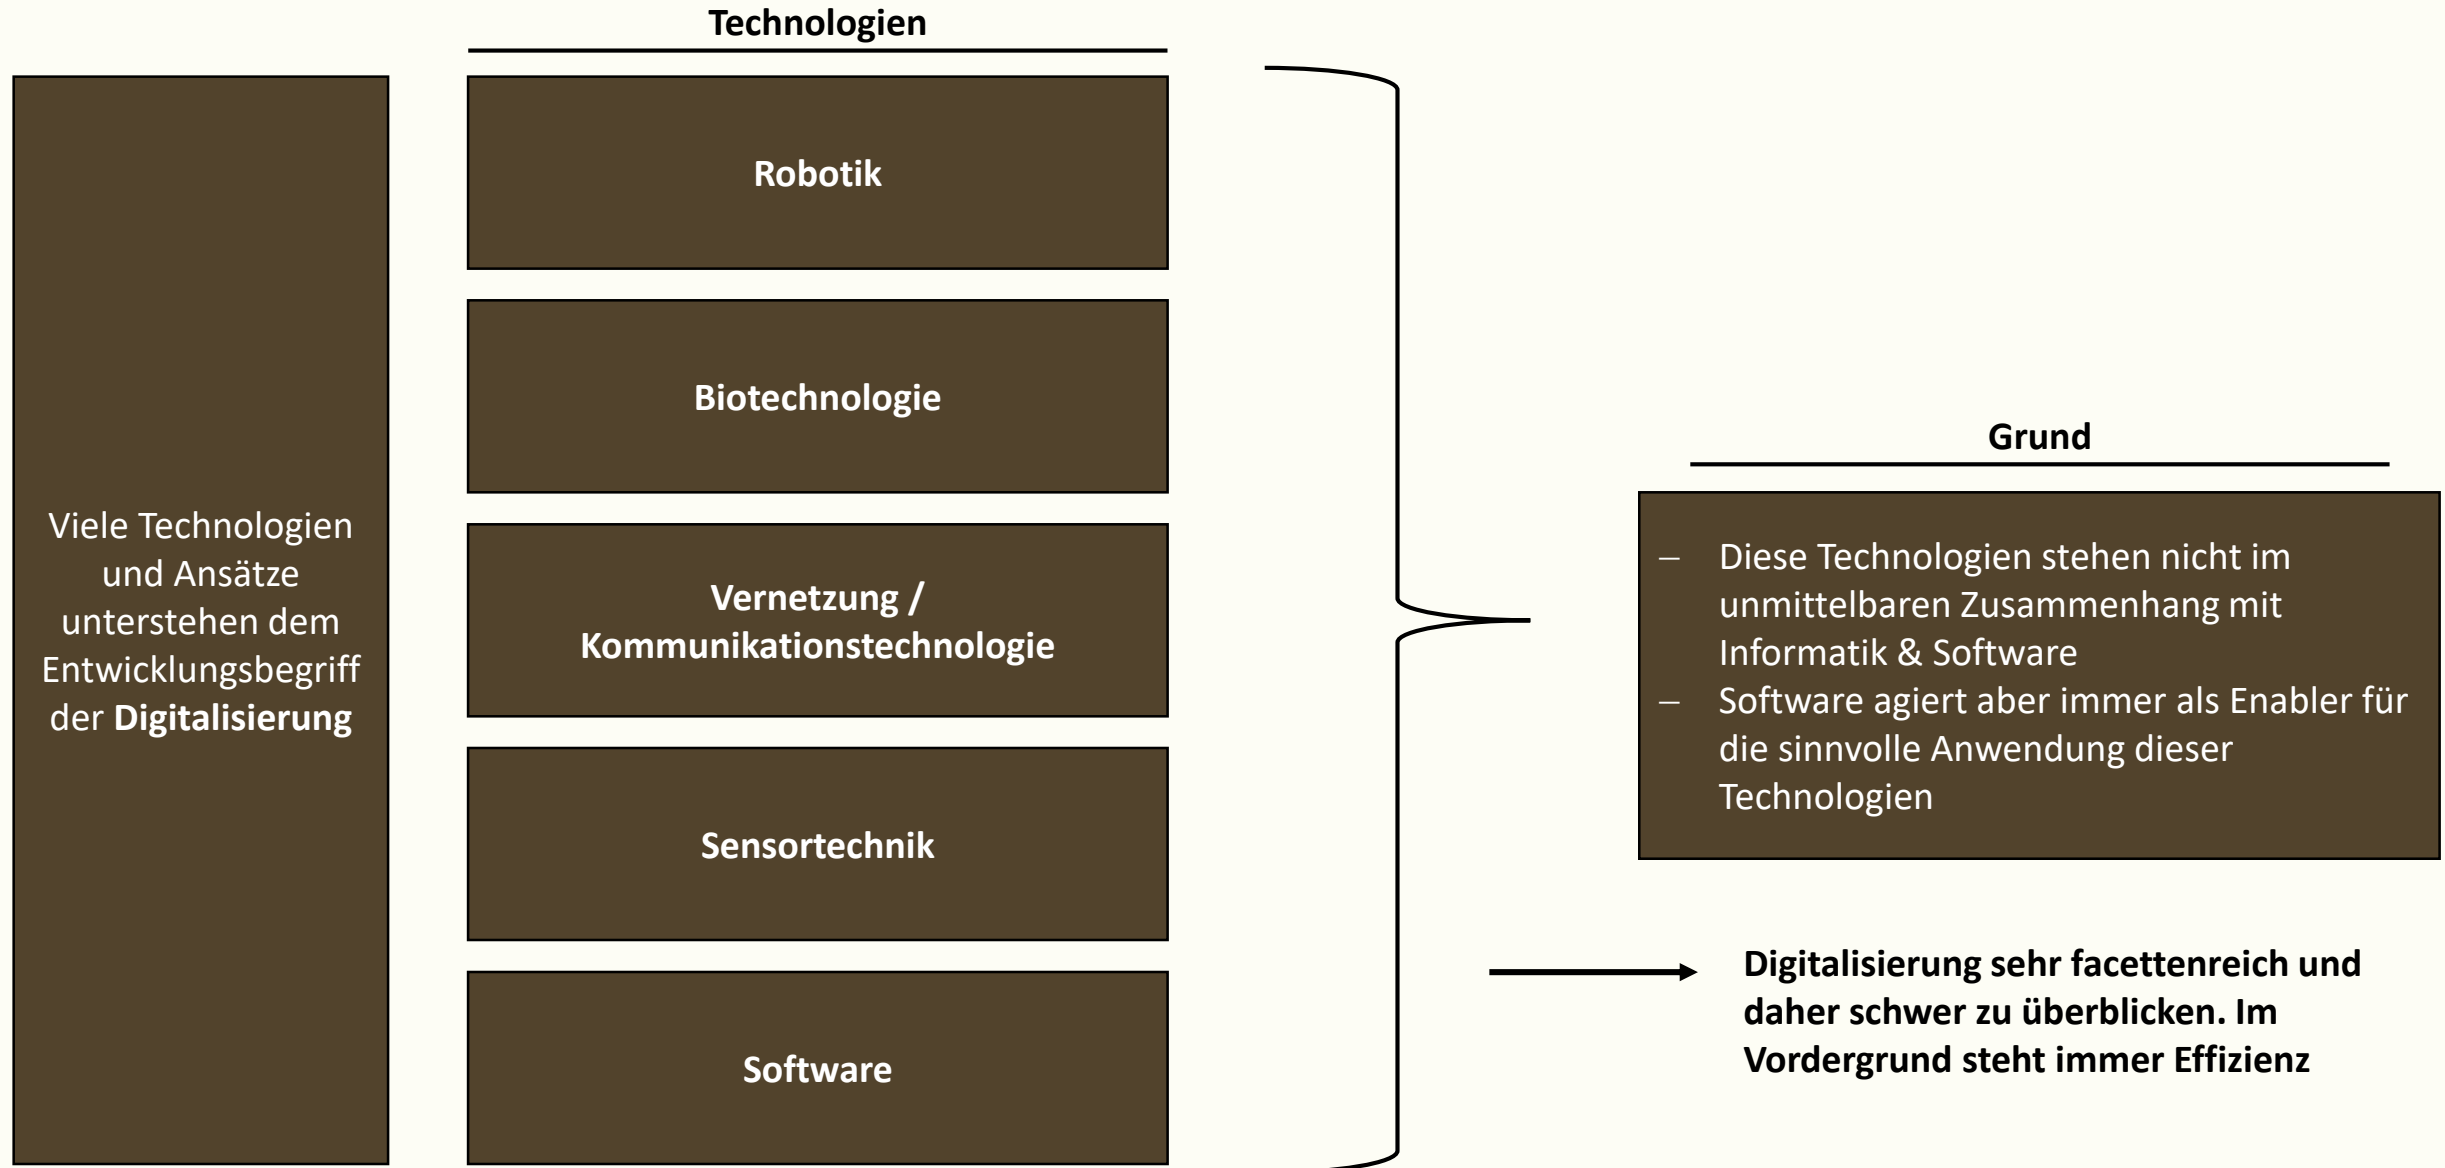 Technologien
Viele Technologien
und Ansätze
unterstehen dem
Entwicklungsbegriff
der Digitalisierung
Robotik
Biotechnologie
Vernetzung /
Kommunikationstechnologie
Sensortechnik
Software
Grund
– Diese Technologien stehen nicht im
unmittelbaren Zusammenhang mit
Informatik & Software
– Software agiert aber immer als Enabler für
die sinnvolle Anwendung dieser
Technologien
Digitalisierung sehr facettenreich und
daher schwer zu überblicken. Im
Vordergrund steht immer Effizienz